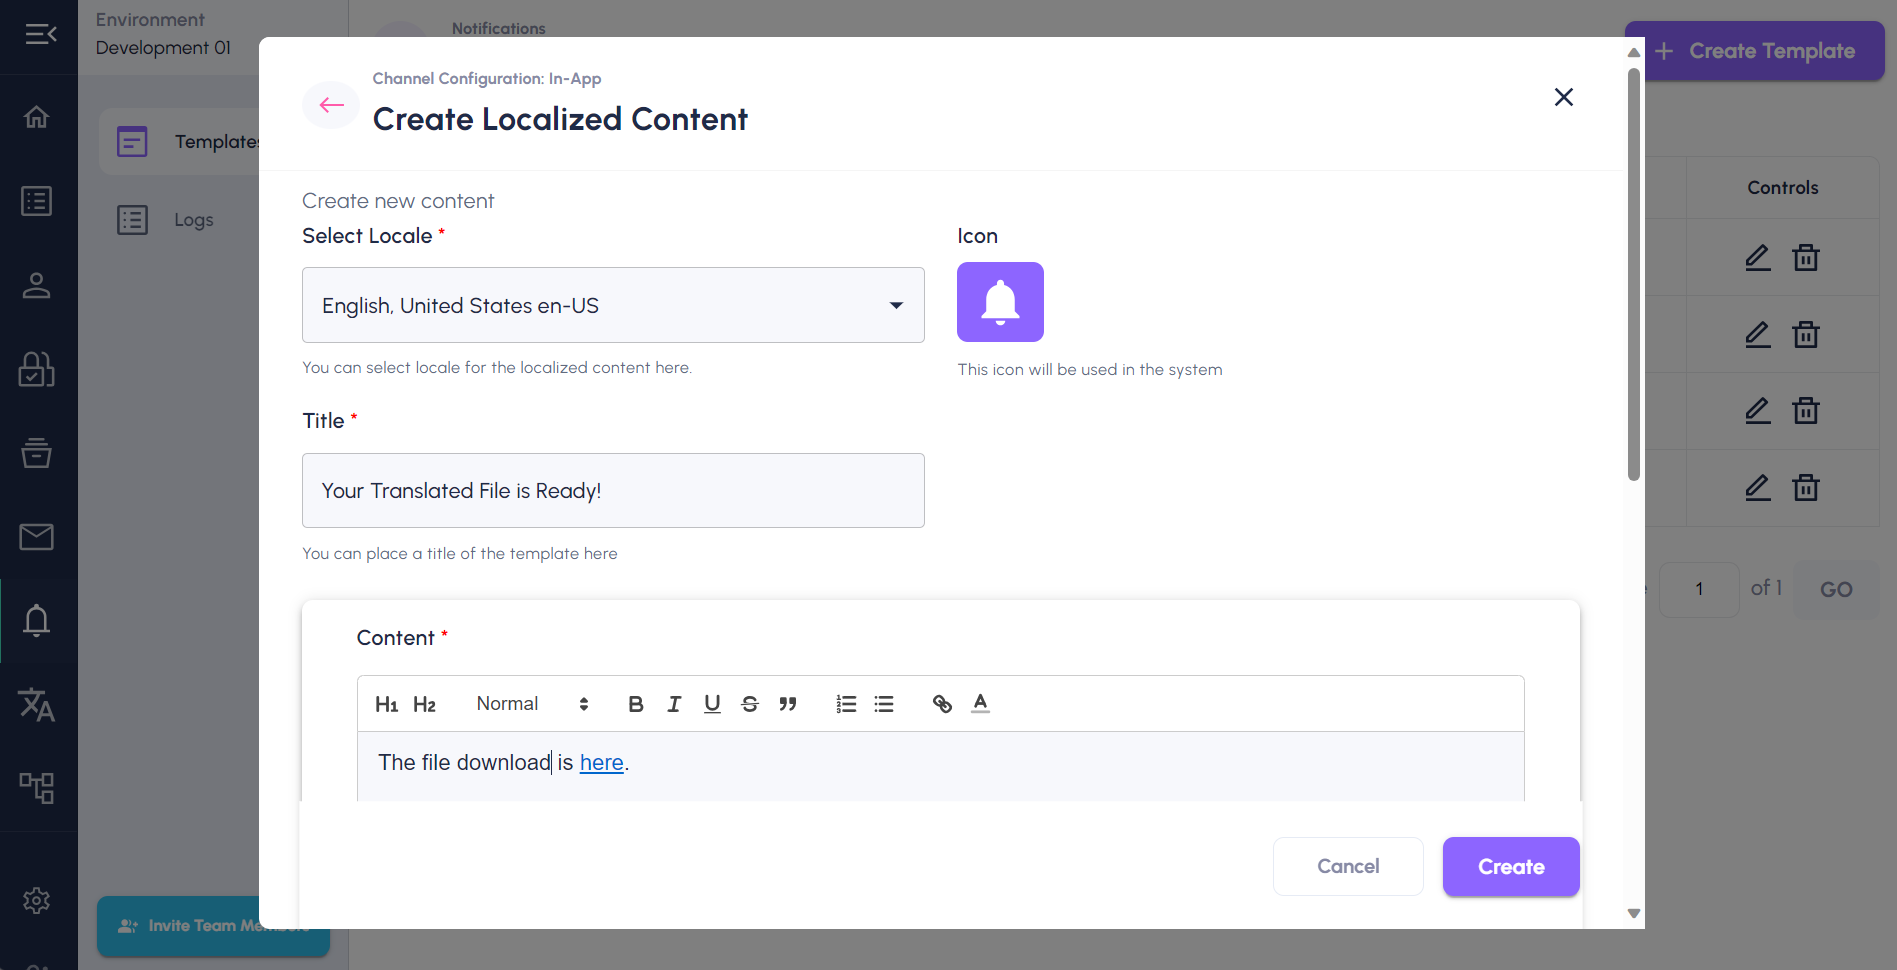 Environment
Development 01
Notifications
Create Template
Channel Configuration: In-App
Create Localized Content
Templates
Logs
Controls
Create new content
Select Locale *
Icon
English, United States en-US
You can select locale for the localized content here.
This icon will be used in the system
Title *
Your Translated File is Ready!
You can place a title of the template here
1
of 1
GO
Content *
H1 H2 Normal B I U S A
The file download is here.
Cancel
Create
Invite Team Members